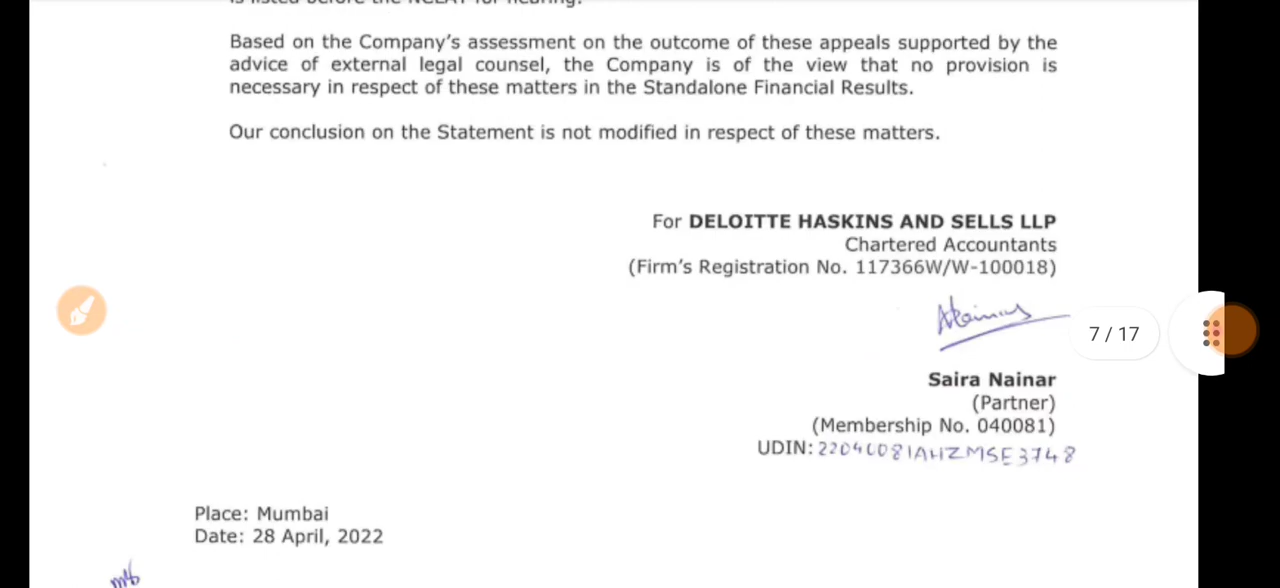 Based on the Company's assessment on the outcome of these appeals supported by the
advice of external legal counsel, the Company is of the view that no provision is
necessary in respect of these matters in the Standalone Financial Results.
Our conclusion on the Statement is not modified in respect of these matters.
For DELOITTE HASKINS AND SELLS LLP
Chartered Accountants
(Firm's Registration No. 117366W/W-100018)
7 / 17
Saira Nainar
(Partner)
(Membership No. 040081)
UDIN: 22040081AHZMSE3748
Place: Mumbai
Date: 28 April, 2022